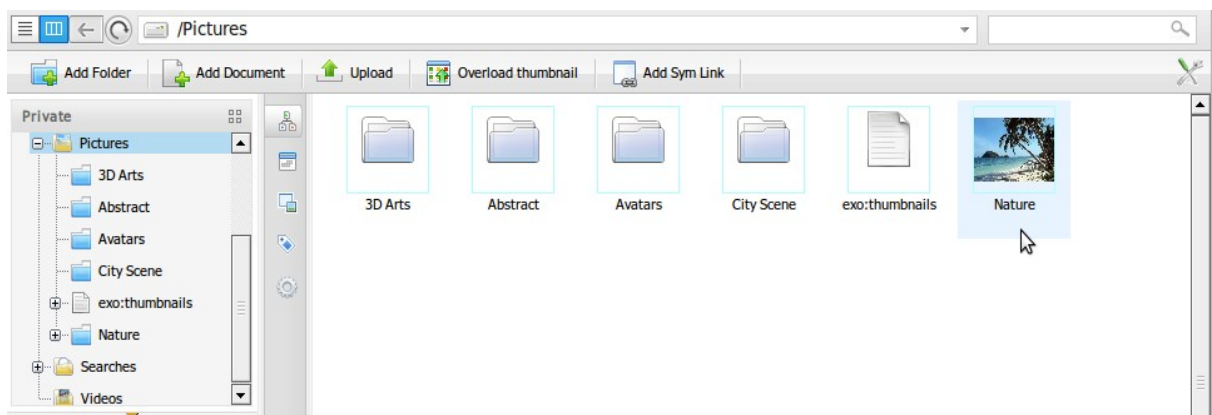 /Pictures
Add Folder Add Document Upload Overload thumbnail Add Sym Link
Private
Pictures
3D Arts
Abstract
Avatars
City Scene
exo:thumbnails
Nature
Searches
Videos
3D Arts Abstract Avatars City Scene exo:thumbnails Nature